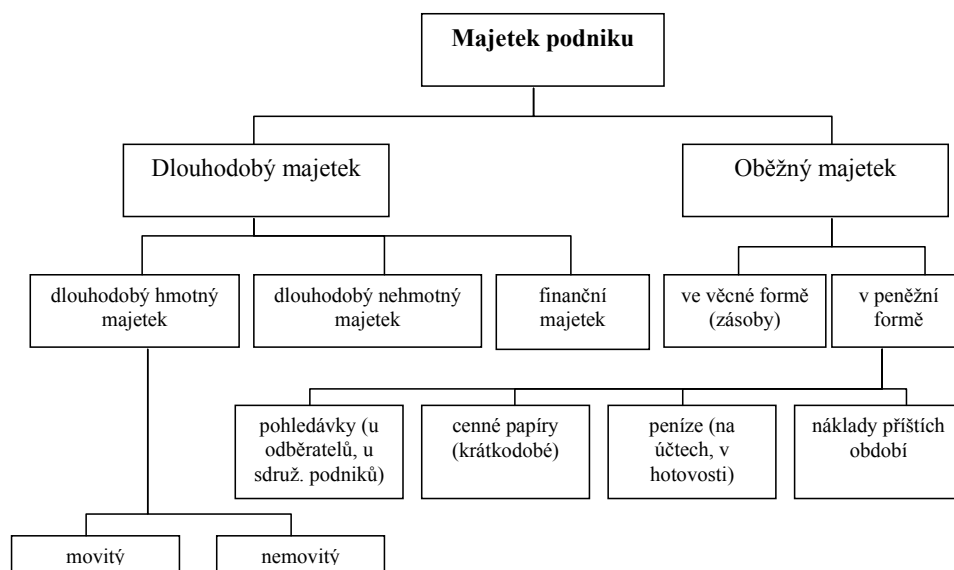 Majetek podniku
Dlouhodobý majetek
Oběžný majetek
dlouhodobý hmotný
majetek
dlouhodobý nehmotný
majetek
finanční
majetek
ve věcné formě
(zásoby)
v peněžní
formě
pohledávky (u
odběratelů, u
sdruž. podniků)
cenné papíry
(krátkodobé)
peníze (na
účtech, v
hotovosti)
náklady příštích
období
movitý
nemovitý